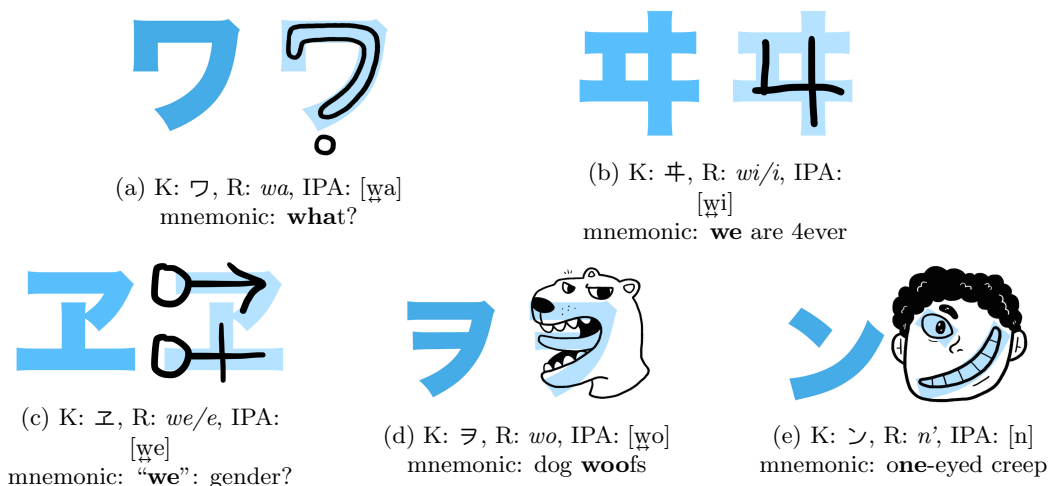 ワ ワ?
ヰ ヰ
(a) K: ワ, R: wa, IPA: [w͍a]
mnemonic: what?
(b) K: ヰ, R: wi/i, IPA:
[w͍i]
mnemonic: we are 4ever
ヱ ヱ
ヲ ヲ
ン ン
(c) K: ヱ, R: we/e, IPA:
[w͍e]
mnemonic: “we”: gender?
(d) K: ヲ, R: wo, IPA: [w͍o]
mnemonic: dog woofs
(e) K: ン, R: n’, IPA: [n]
mnemonic: one-eyed creep